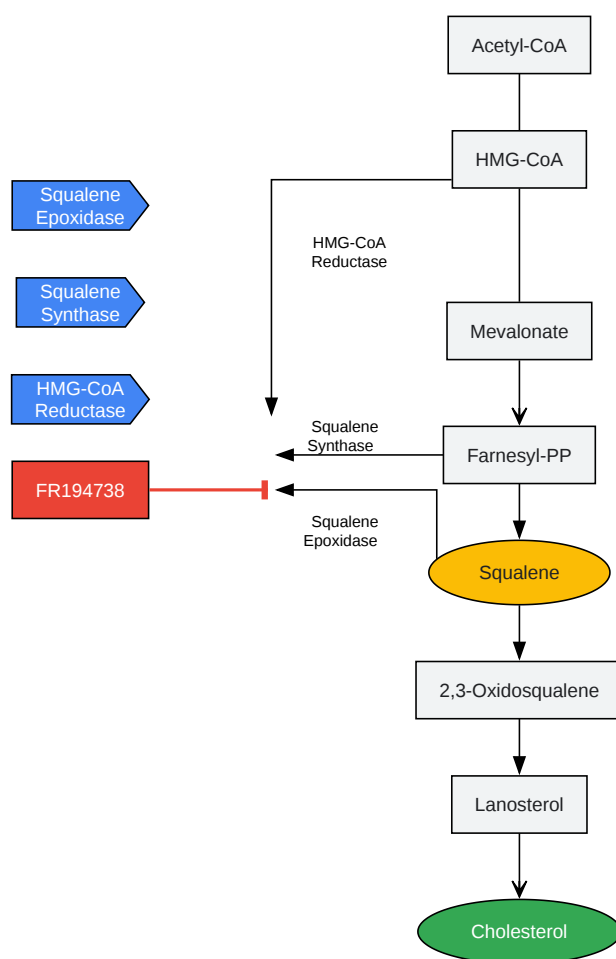 Acetyl-CoA
HMG-CoA
Squalene
Epoxidase
HMG-CoA
Reductase
Squalene
Synthase
Mevalonate
HMG-CoA
Reductase
Squalene
Synthase
Farnesyl-PP
FR194738
Squalene
Epoxidase
Squalene
2,3-Oxidosqualene
Lanosterol
Cholesterol